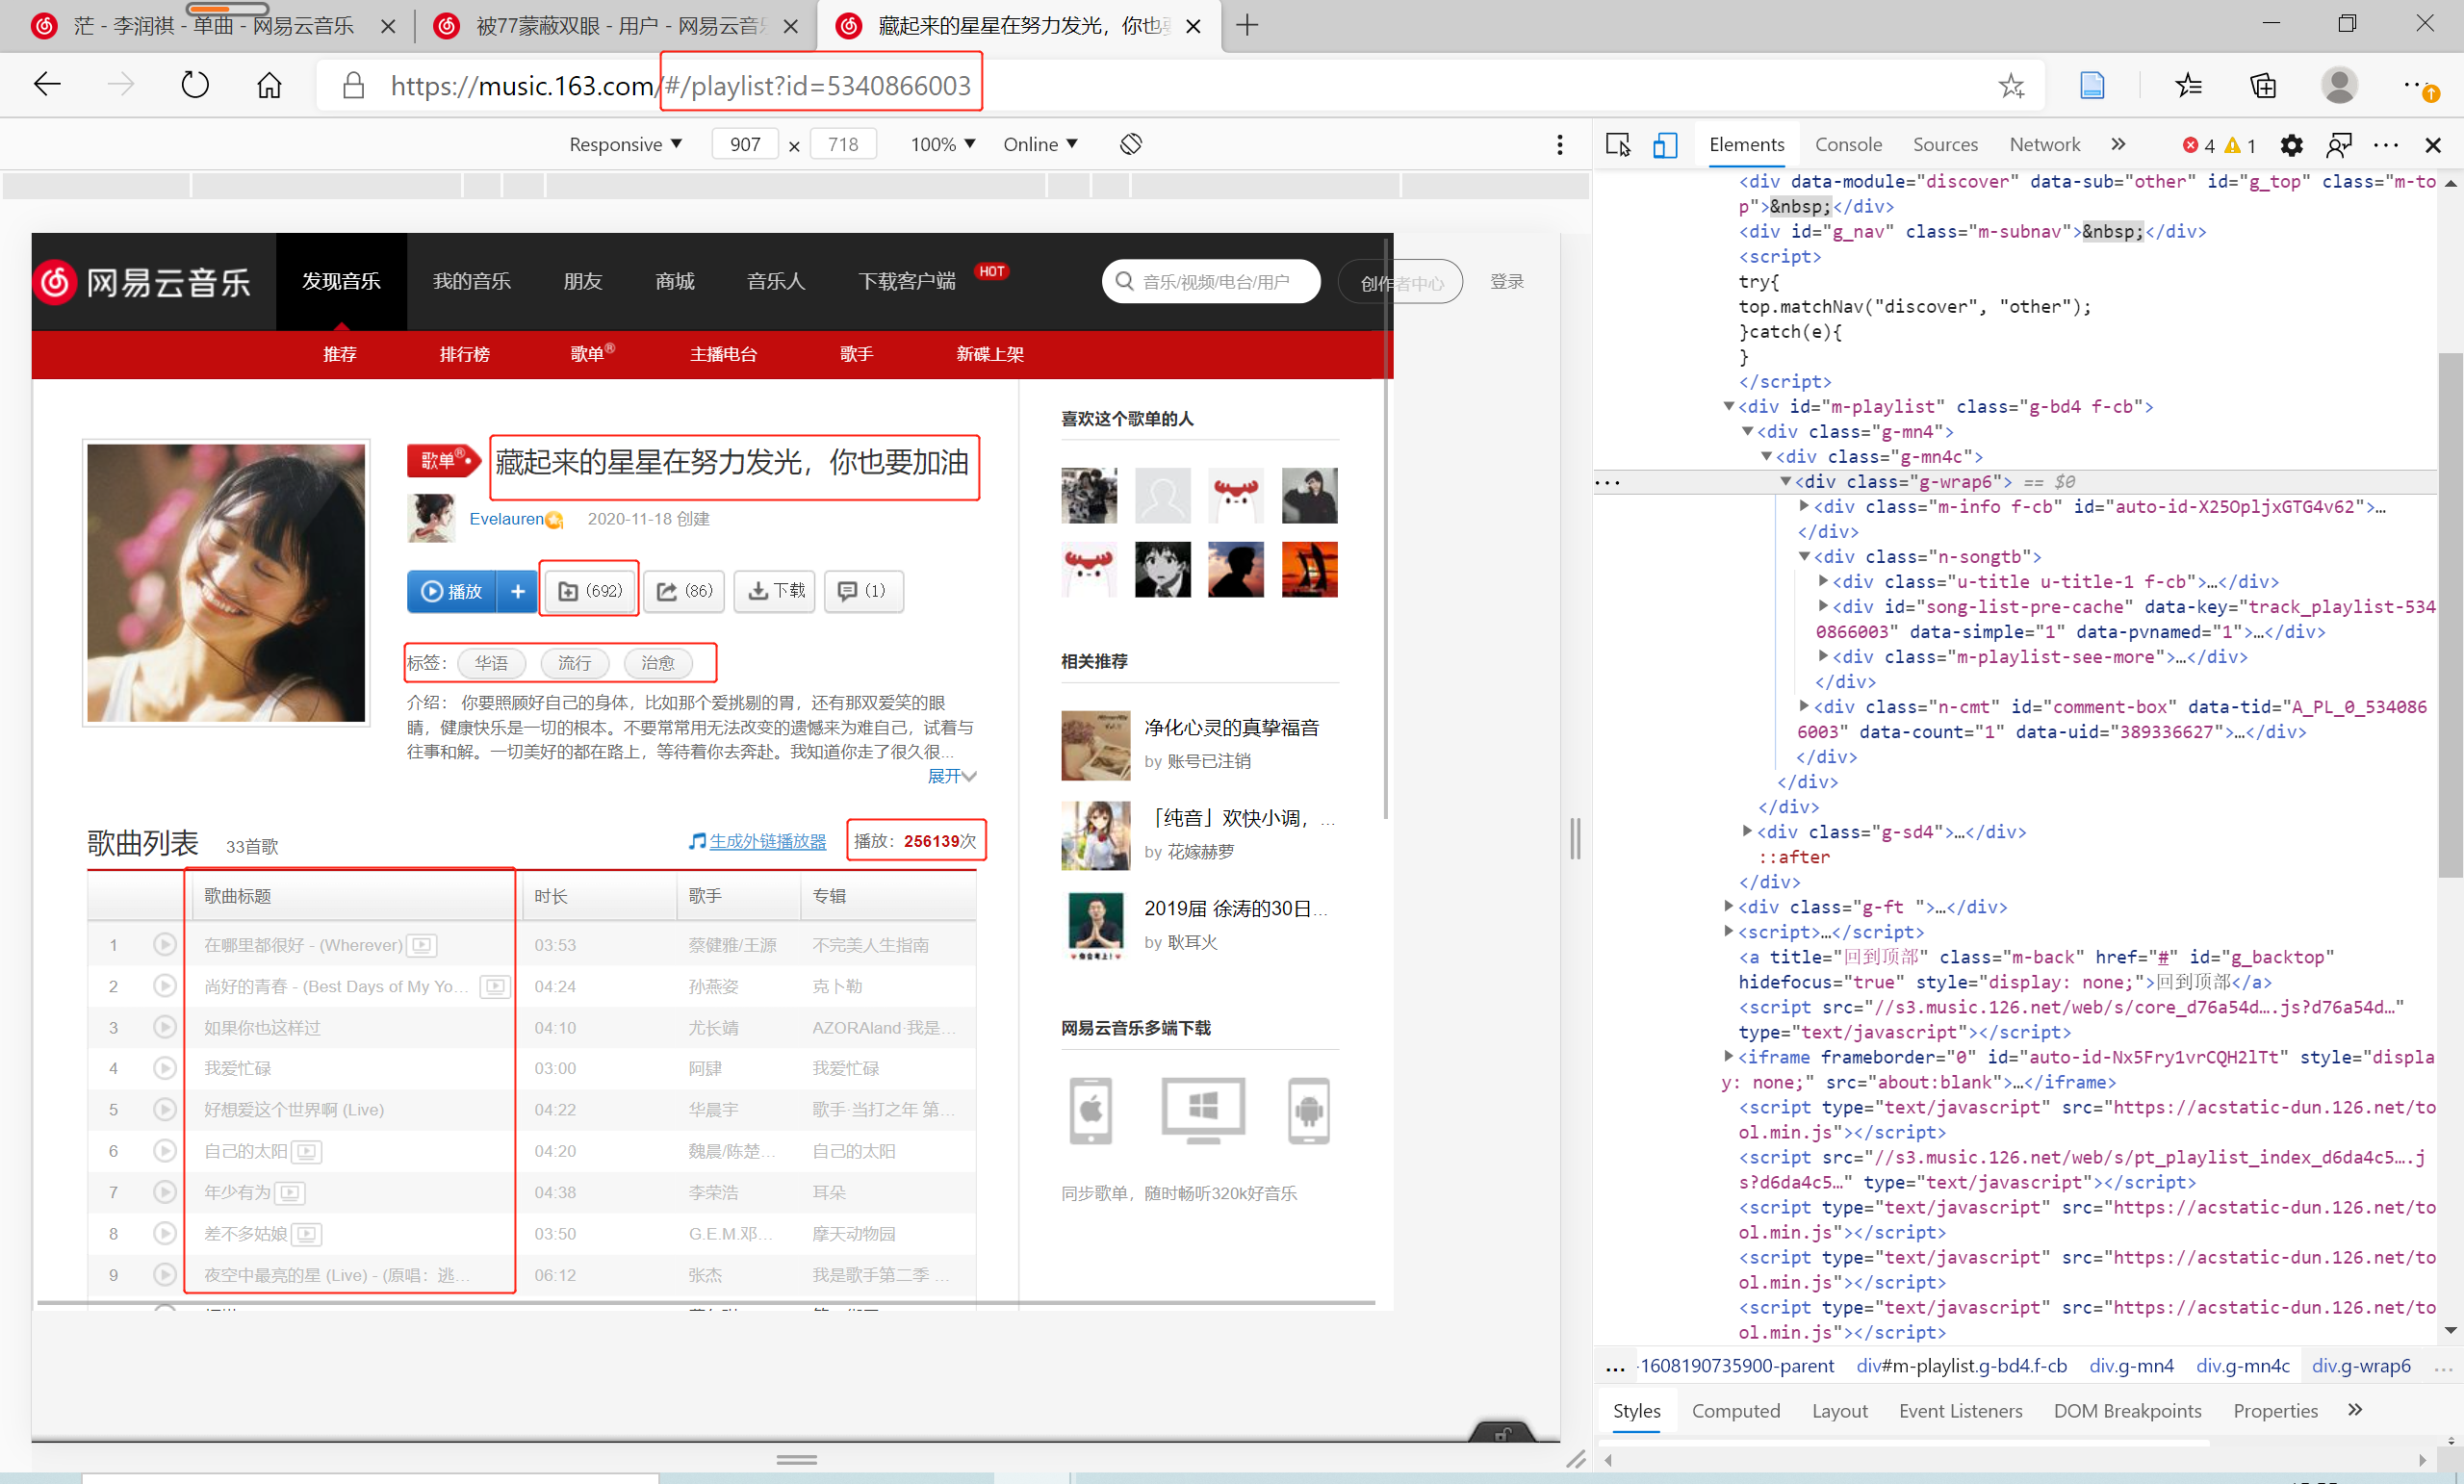 茫 - 李润祺 - 单曲 - 网易云音乐
被77蒙蔽双眼 - 用户 - 网易云音乐
藏起来的星星在努力发光，你也要
https://music.163.com/#/playlist?id=5340866003
Responsive ▼ 907 × 718 100% ▼ Online ▼
Elements Console Sources Network » 4 1
网易云音乐 发现音乐 我的音乐 朋友 商城 音乐人 下载客户端 HOT 音乐/视频/电台/用户 创作者中心 登录
推荐 排行榜 歌单® 主播电台 歌手 新碟上架
歌单® 藏起来的星星在努力发光，你也要加油
Evelauren 2020-11-18 创建
播放 + (692) (86) 下载 (1)
标签： 华语 流行 治愈
介绍： 你要照顾好自己的身体，比如那个爱挑剔的胃，还有那双爱笑的眼
睛，健康快乐是一切的根本。不要常常用无法改变的遗憾来为难自己，试着与
往事和解。一切美好的都在路上，等待着你去奔赴。我知道你走了很久很...
展开
歌曲列表 33首歌 生成外链播放器 播放：256139次
歌曲标题 时长 歌手 专辑
1 在哪里都很好 - (Wherever) 03:53 蔡健雅/王源 不完美人生指南
2 尚好的青春 - (Best Days of My Yo... 04:24 孙燕姿 克卜勒
3 如果你也这样过 04:10 尤长靖 AZORAland·我是...
4 我爱忙碌 03:00 阿肆 我爱忙碌
5 好想爱这个世界啊 (Live) 04:22 华晨宇 歌手·当打之年 第...
6 自己的太阳 04:20 魏晨/陈楚... 自己的太阳
7 年少有为 04:38 李荣浩 耳朵
8 差不多姑娘 03:50 G.E.M.邓... 摩天动物园
9 夜空中最亮的星 (Live) - (原唱：逃... 06:12 张杰 我是歌手第二季 ...
喜欢这个歌单的人
相关推荐
净化心灵的真挚福音
by 账号已注销
「纯音」欢快小调，...
by 花嫁赫萝
2019届 徐涛的30日...
by 耿耳火
网易云音乐多端下载
同步歌单，随时畅听320k好音乐
<div data-module="discover" data-sub="other" id="g_top" class="m-to
p">&nbsp;</div>
<div id="g_nav" class="m-subnav">&nbsp;</div>
<script>
try{
top.matchNav("discover", "other");
}catch(e){
}
</script>
▼<div id="m-playlist" class="g-bd4 f-cb">
▼<div class="g-mn4">
▼<div class="g-mn4c">
... ▼<div class="g-wrap6"> == $0
▶<div class="m-info f-cb" id="auto-id-X25OpljxGTG4v62">…
</div>
▼<div class="n-songtb">
▶<div class="u-title u-title-1 f-cb">…</div>
▶<div id="song-list-pre-cache" data-key="track_playlist-534
0866003" data-simple="1" data-pvnamed="1">…</div>
▶<div class="m-playlist-see-more">…</div>
</div>
▶<div class="n-cmt" id="comment-box" data-tid="A_PL_0_534086
6003" data-count="1" data-uid="389336627">…</div>
</div>
</div>
</div>
▶<div class="g-sd4">…</div>
::after
</div>
▶<div class="g-ft ">…</div>
▶<script>…</script>
<a title="回到顶部" class="m-back" href="#" id="g_backtop"
hidefocus="true" style="display: none;">回到顶部</a>
<script src="//s3.music.126.net/web/s/core_d76a54d….js?d76a54d…"
type="text/javascript"></script>
▶<iframe frameborder="0" id="auto-id-Nx5Fry1vrCQH2lTt" style="displa
y: none;" src="about:blank">…</iframe>
<script type="text/javascript" src="https://acstatic-dun.126.net/to
ol.min.js"></script>
<script src="//s3.music.126.net/web/s/pt_playlist_index_d6da4c5….j
s?d6da4c5…" type="text/javascript"></script>
<script type="text/javascript" src="https://acstatic-dun.126.net/to
ol.min.js"></script>
<script type="text/javascript" src="https://acstatic-dun.126.net/to
ol.min.js"></script>
<script type="text/javascript" src="https://acstatic-dun.126.net/to
ol.min.js"></script>
... -1608190735900-parent div#m-playlist.g-bd4.f-cb div.g-mn4 div.g-mn4c div.g-wrap6 ...
Styles Computed Layout Event Listeners DOM Breakpoints Properties »